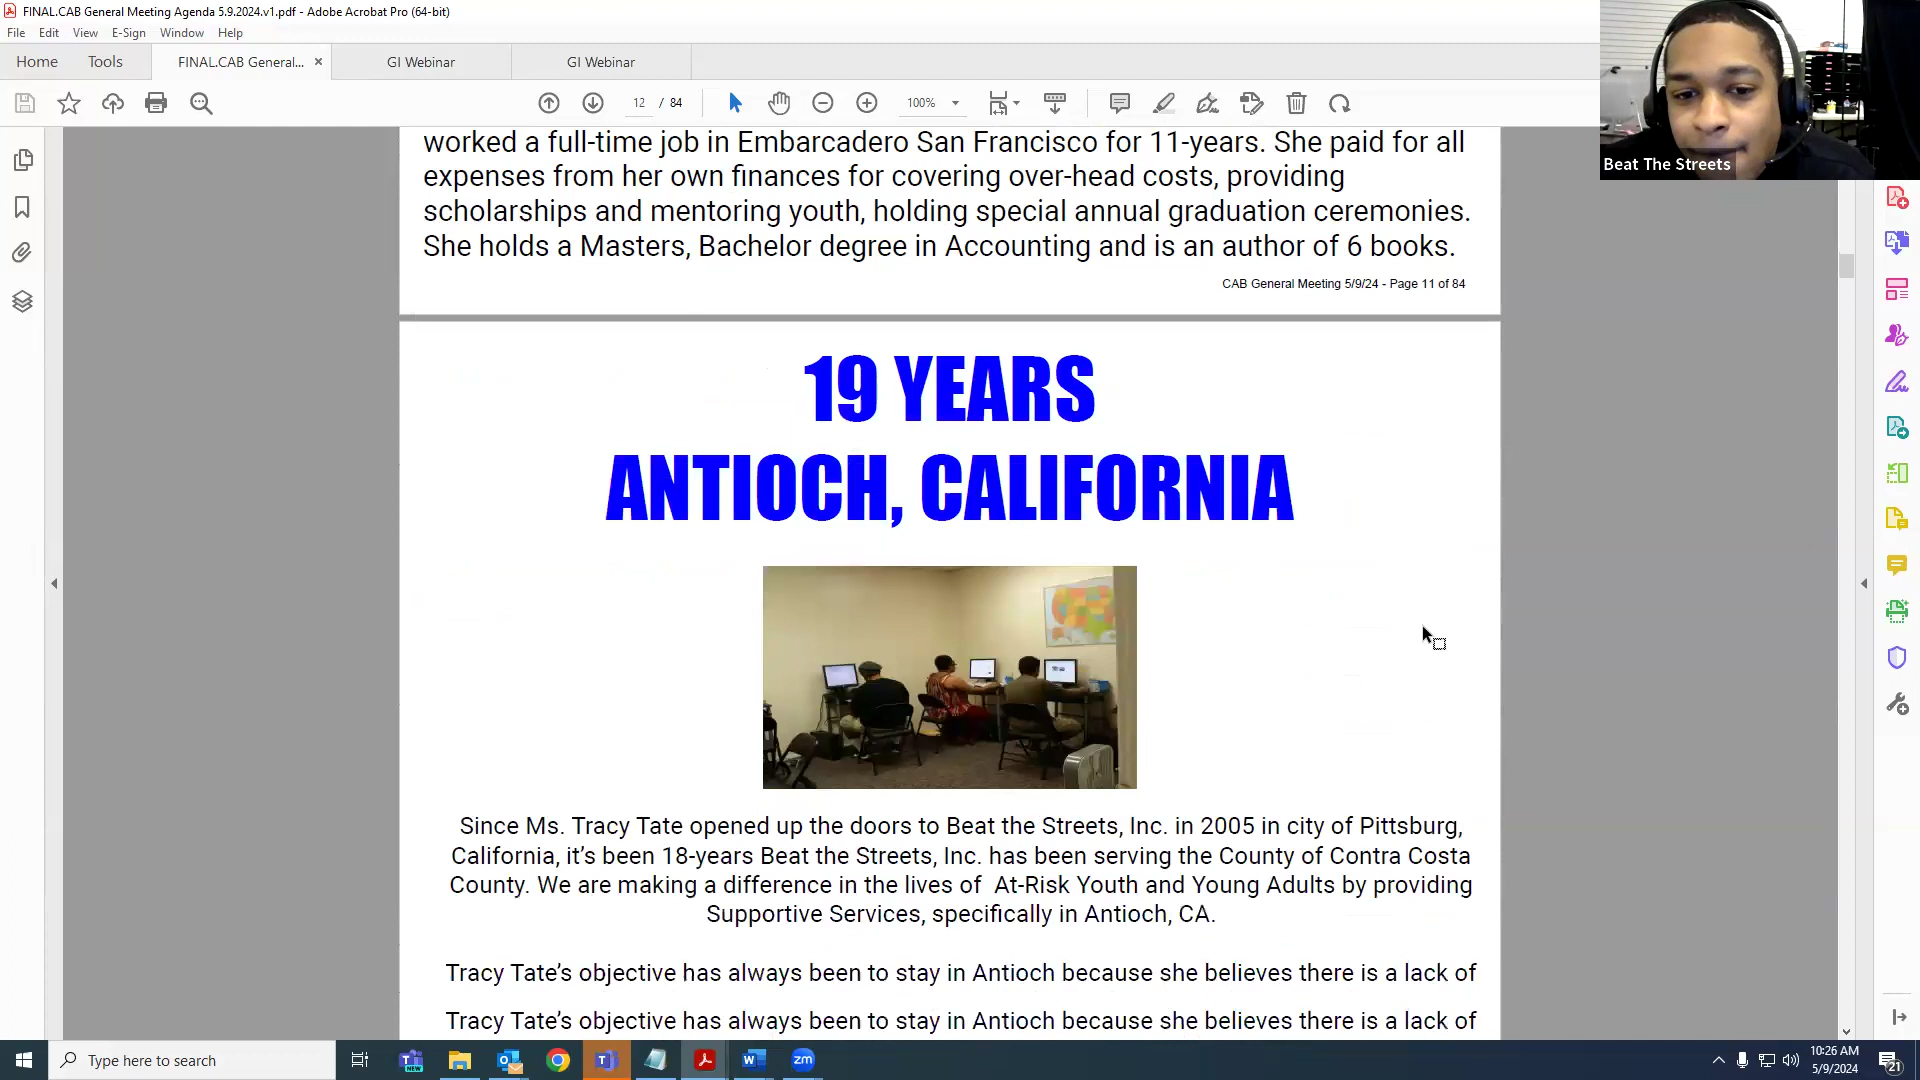 FINAL.CAB General Meeting Agenda 5.9.2024.v1.pdf - Adobe Acrobat Pro (64-bit)
File Edit View E-Sign Window Help
Home Tools FINAL.CAB General... × GI Webinar GI Webinar
12 / 84 100%
Beat The Streets
worked a full-time job in Embarcadero San Francisco for 11-years. She paid for all
expenses from her own finances for covering over-head costs, providing
scholarships and mentoring youth, holding special annual graduation ceremonies.
She holds a Masters, Bachelor degree in Accounting and is an author of 6 books.
CAB General Meeting 5/9/24 - Page 11 of 84
19 YEARS
ANTIOCH, CALIFORNIA
Since Ms. Tracy Tate opened up the doors to Beat the Streets, Inc. in 2005 in city of Pittsburg,
California, it’s been 18-years Beat the Streets, Inc. has been serving the County of Contra Costa
County. We are making a difference in the lives of At-Risk Youth and Young Adults by providing
Supportive Services, specifically in Antioch, CA.
Tracy Tate’s objective has always been to stay in Antioch because she believes there is a lack of
Tracy Tate’s objective has always been to stay in Antioch because she believes there is a lack of
Type here to search
NEW
zm
10:26 AM
5/9/2024
21